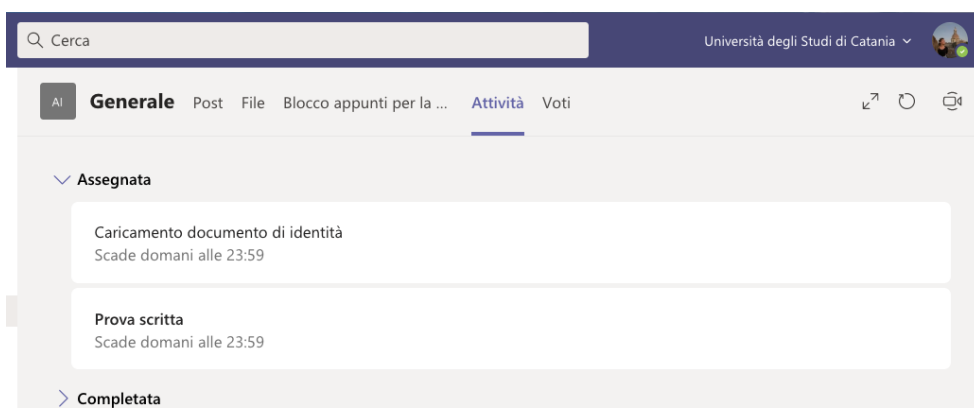 Cerca
Università degli Studi di Catania
AI Generale Post File Blocco appunti per la ... Attività Voti
Assegnata
Caricamento documento di identità
Scade domani alle 23:59
Prova scritta
Scade domani alle 23:59
Completata